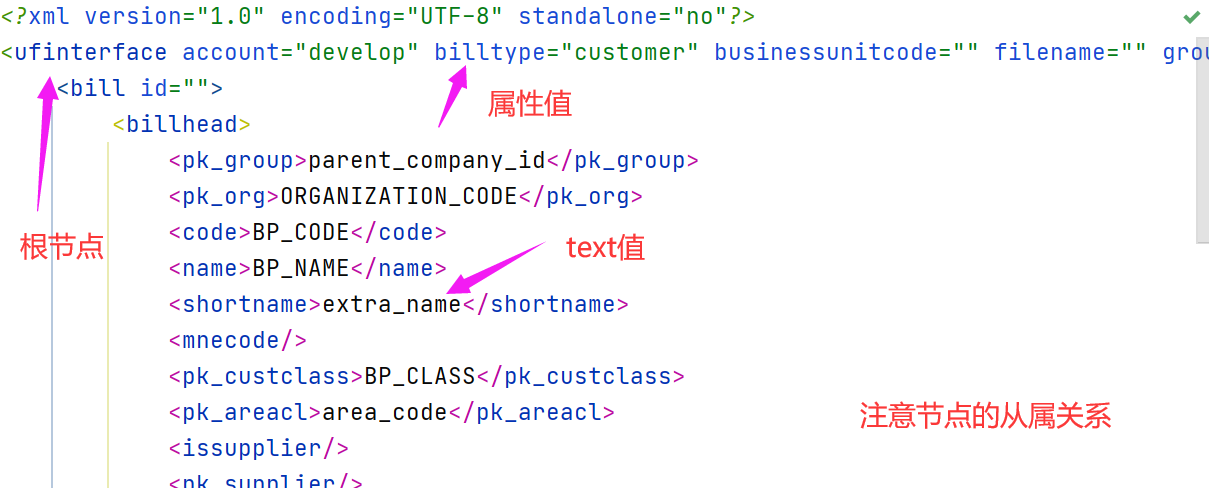 <?xml version="1.0" encoding="UTF-8" standalone="no"?>
<ufinterface account="develop" billtype="customer" businessunitcode="" filename="" grou
<bill id="">
属性值
<billhead>
<pk_group>parent_company_id</pk_group>
<pk_org>ORGANIZATION_CODE</pk_org>
<code>BP_CODE</code>
根节点
text值
<name>BP_NAME</name>
<shortname>extra_name</shortname>
<mnecode/>
<pk_custclass>BP_CLASS</pk_custclass>
<pk_areacl>area_code</pk_areacl>
注意节点的从属关系
<issupplier/>
<pk_supplier/>